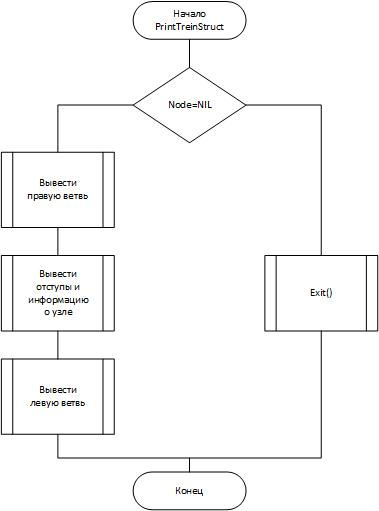 Начало
PrintTreinStruct
Node=NIL
Вывести
правую ветвь
Вывести
отступы и
информацию
о узле
Exit()
Вывести
левую ветвь
Конец